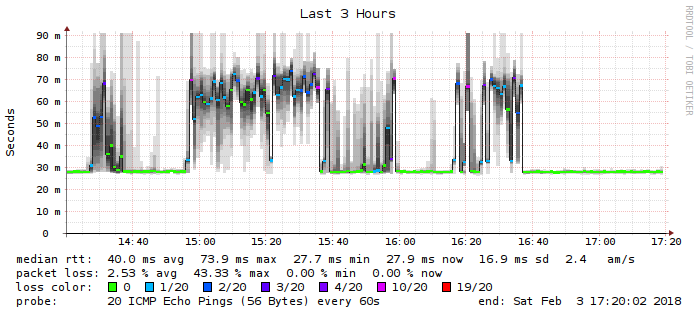 Last 3 Hours
RRDTOOL / TOBI OETIKER
Seconds
90 m
80 m
70 m
60 m
50 m
40 m
30 m
20 m
10 m
0
14:40 15:00 15:20 15:40 16:00 16:20 16:40 17:00 17:20
median rtt: 40.0 ms avg 73.9 ms max 27.7 ms min 27.9 ms now 16.9 ms sd 2.4 am/s
packet loss: 2.53 % avg 43.33 % max 0.00 % min 0.00 % now
loss color: 0 1/20 2/20 3/20 4/20 10/20 19/20
probe: 20 ICMP Echo Pings (56 Bytes) every 60s end: Sat Feb 3 17:20:02 2018